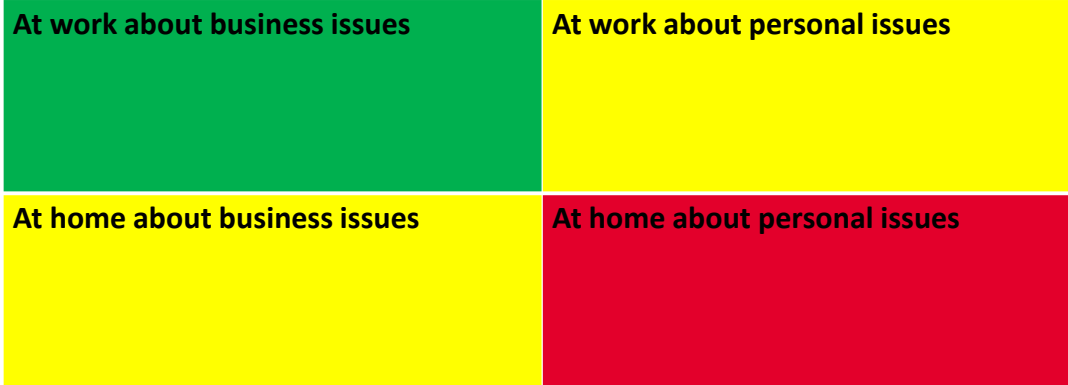 At work about business issues
At work about personal issues
At home about business issues
At home about personal issues